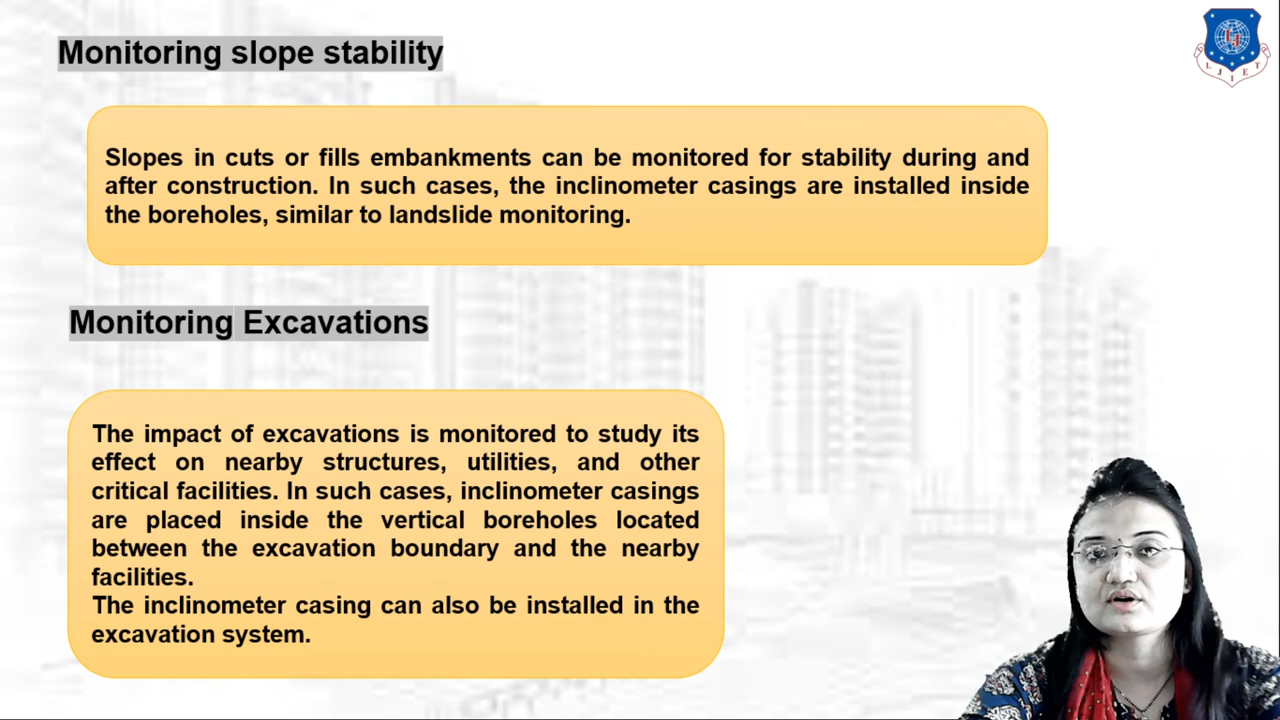 Monitoring slope stability
Slopes in cuts or fills embankments can be monitored for stability during and
after construction. In such cases, the inclinometer casings are installed inside
the boreholes, similar to landslide monitoring.
Monitoring Excavations
The impact of excavations is monitored to study its
effect on nearby structures, utilities, and other
critical facilities. In such cases, inclinometer casings
are placed inside the vertical boreholes located
between the excavation boundary and the nearby
facilities.
The inclinometer casing can also be installed in the
excavation system.
LJ
L J I E T